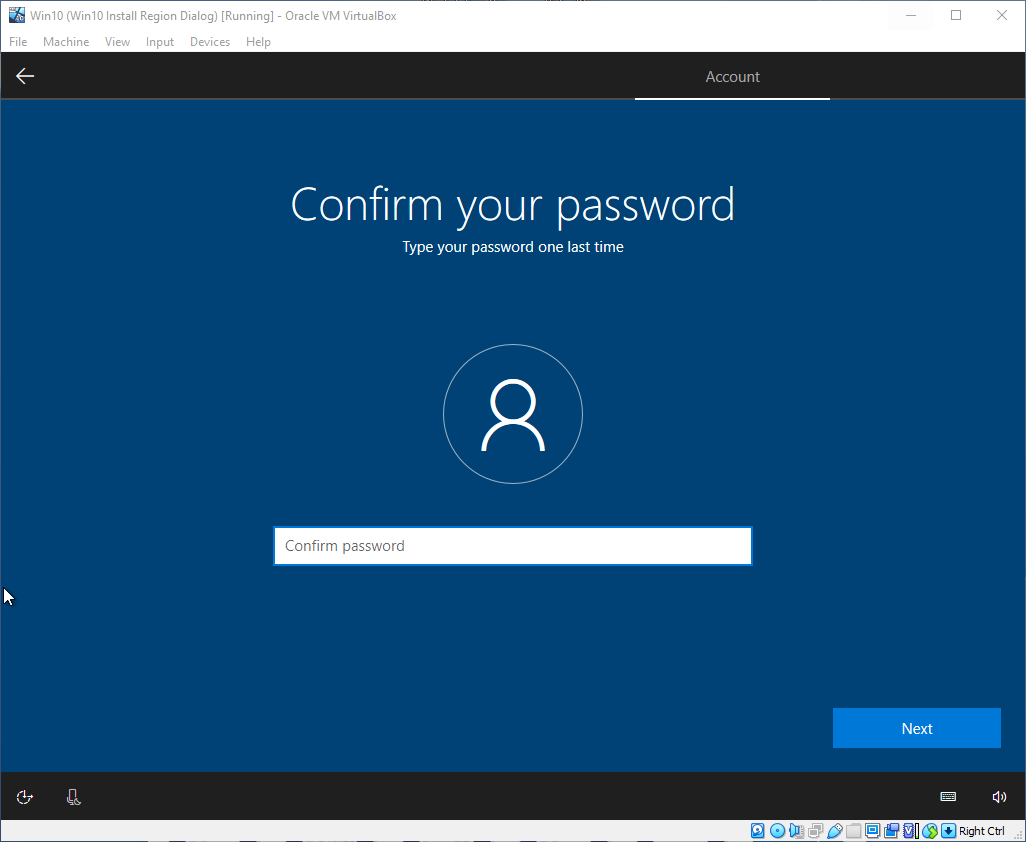 Win10 (Win10 Install Region Dialog) [Running] - Oracle VM VirtualBox
File Machine View Input Devices Help
Account
Confirm your password
Type your password one last time
Confirm password
Next
Right Ctrl